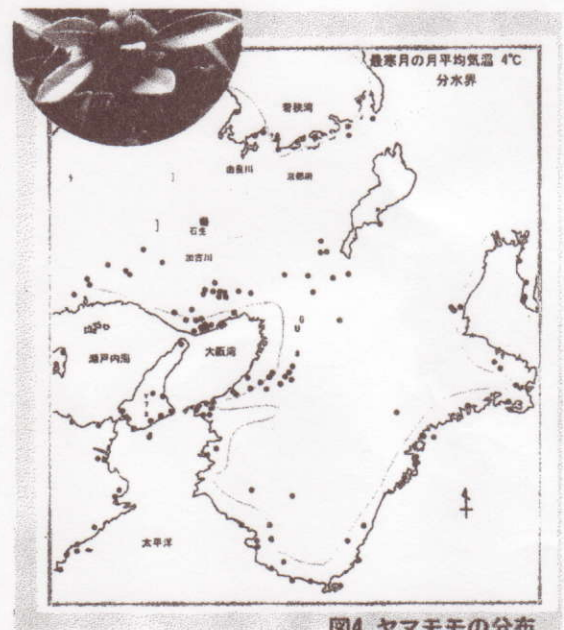 最寒月の月平均気温 4℃
分水界
若狭湾
由良川
京都府
石生
加古川
瀬戸内海
大阪湾
太平洋
図4 ヤマモモの分布